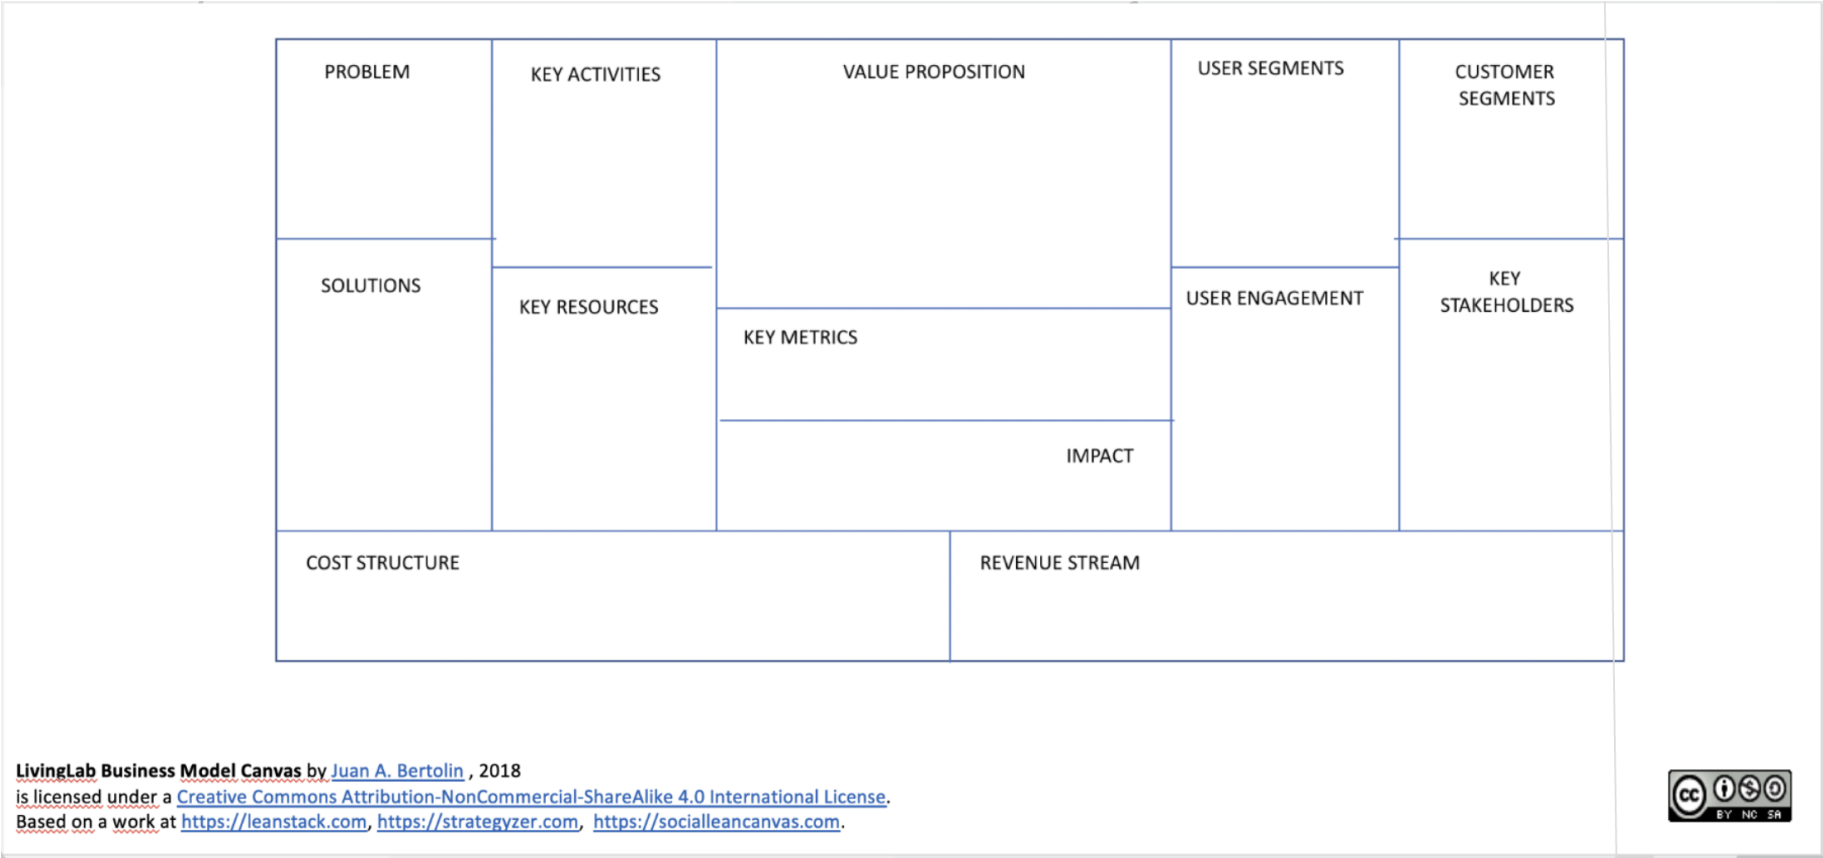 PROBLEM
KEY ACTIVITIES
VALUE PROPOSITION
USER SEGMENTS
CUSTOMER
SEGMENTS
SOLUTIONS
KEY RESOURCES
KEY METRICS
IMPACT
USER ENGAGEMENT
KEY
STAKEHOLDERS
COST STRUCTURE
REVENUE STREAM
LivingLab Business Model Canvas by Juan A. Bertolin , 2018
is licensed under a Creative Commons Attribution-NonCommercial-ShareAlike 4.0 International License.
Based on a work at https://leanstack.com, https://strategyzer.com, https://socialleancanvas.com.
cc
BY NC SA